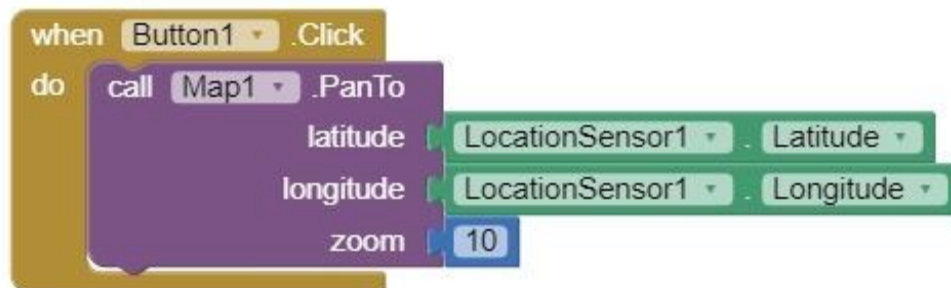 when Button1 .Click
do call Map1 .PanTo
latitude LocationSensor1 . Latitude
longitude LocationSensor1 . Longitude
zoom 10